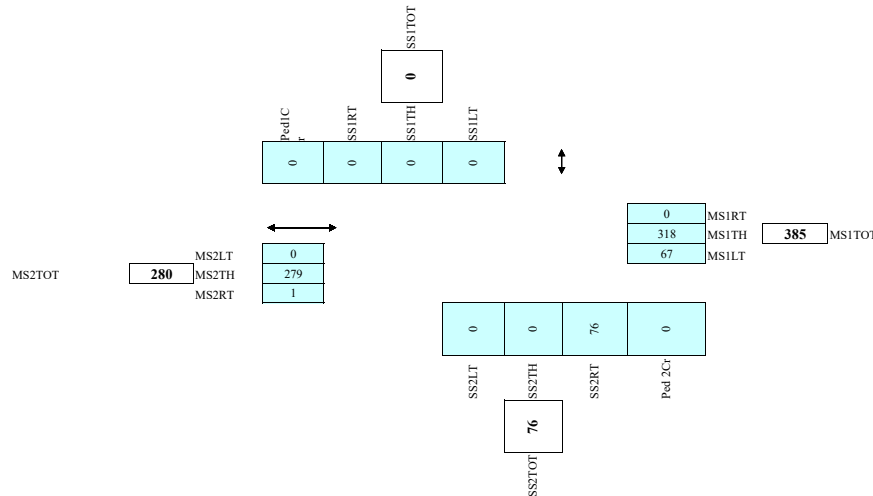 SS1TOT
0
Ped1C
r
SS1RT
SS1TH
SS1LT
0
0
0
0
0
MS1RT
318
MS1TH
385
MS1TOT
67
MS1LT
MS2LT
0
MS2TOT
280
MS2TH
279
MS2RT
1
0
0
76
0
SS2LT
SS2TH
SS2RT
Ped 2Cr
76
SS2TOT